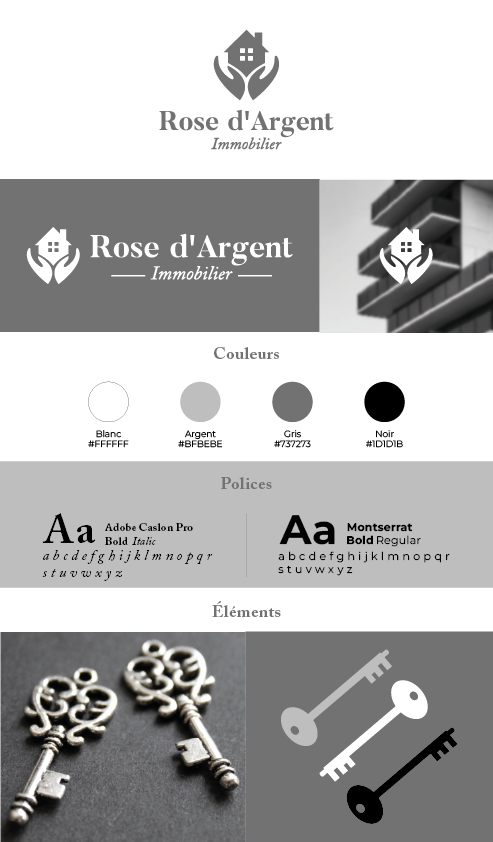 Rose d'Argent
Immobilier
Rose d'Argent
Immobilier
Couleurs
Blanc
#FFFFFF
Argent
#BFBEBE
Gris
#737273
Noir
#1D1D1B
Polices
Aa Adobe Caslon Pro
Bold Italic
a b c d e f g h i j k l m n o p q r
s t u v w x y z
Aa Montserrat
Bold Regular
a b c d e f g h i j k l m n o p q r
s t u v w x y z
Éléments